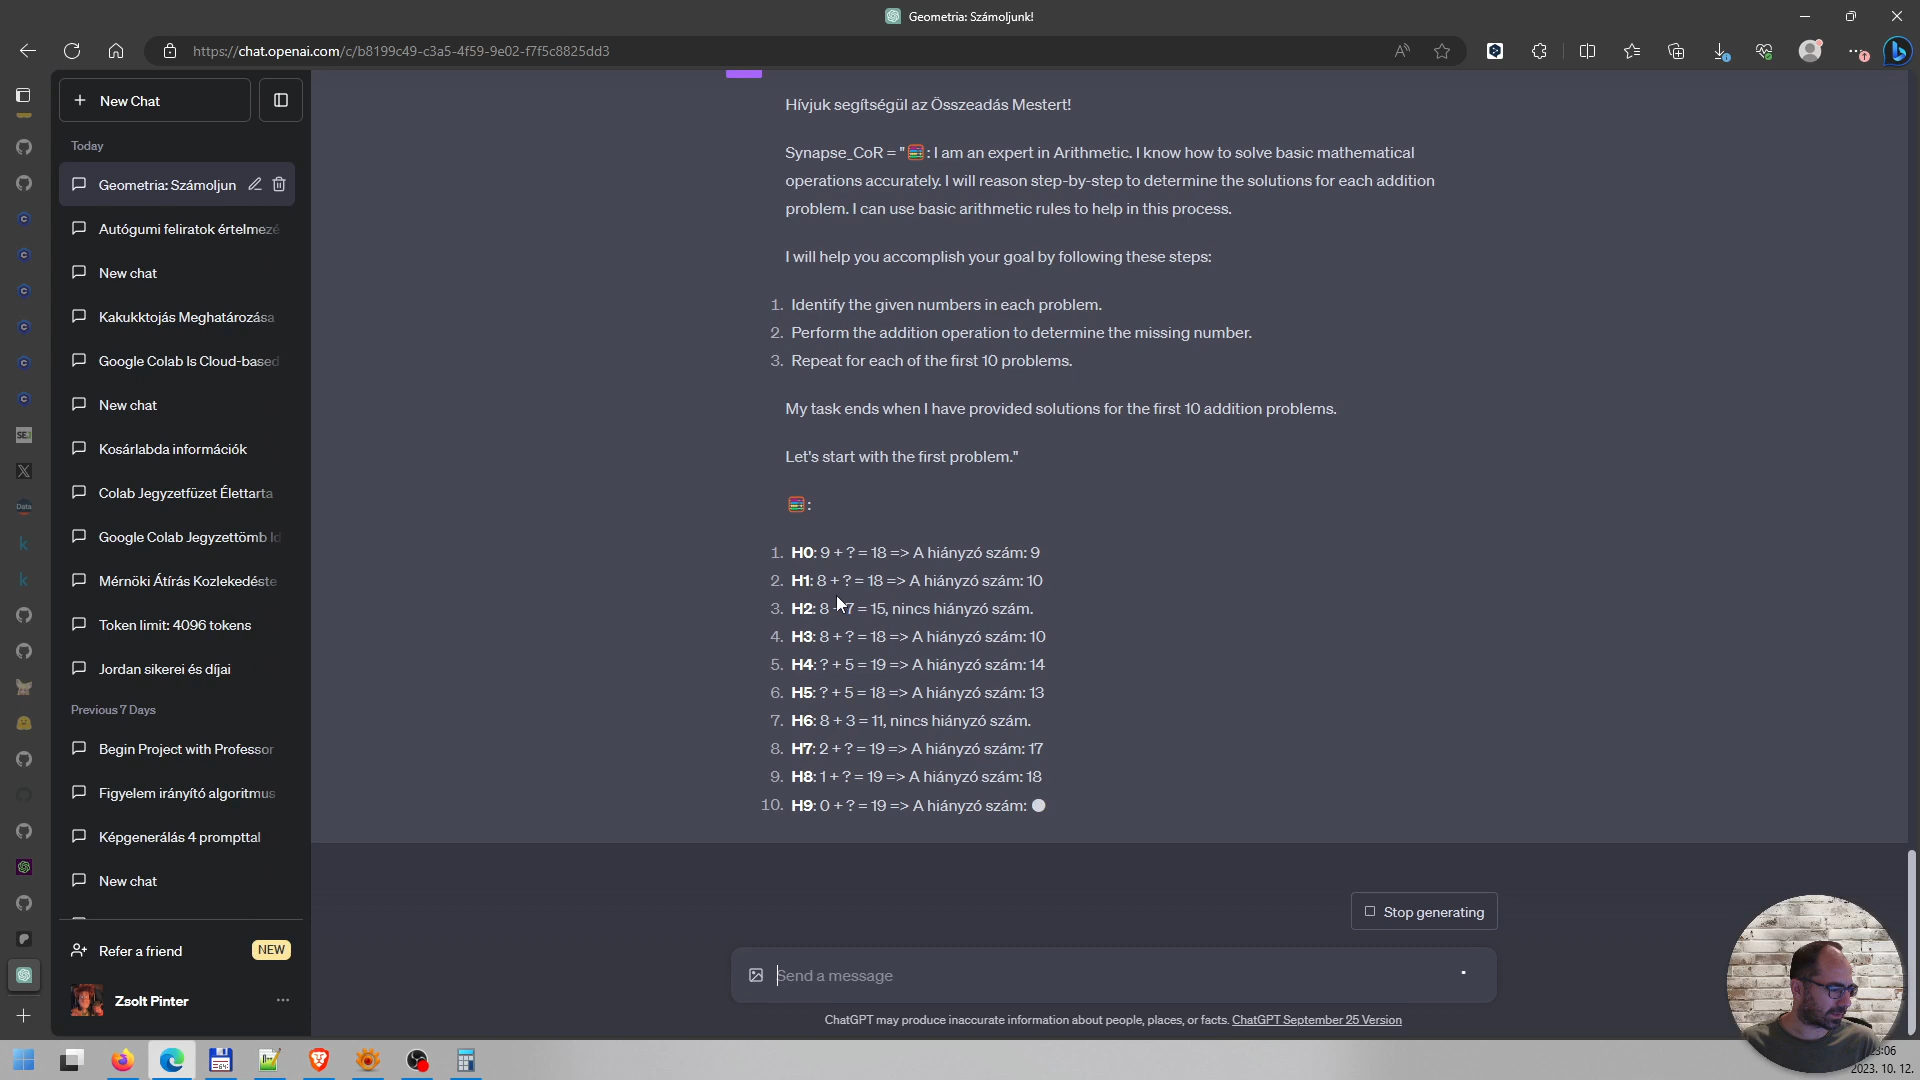 Geometria: Számoljunk!
https://chat.openai.com/c/b8199c49-c3a5-4f59-9e02-f7f5c8825dd3
New Chat
Today
Geometria: Számoljun
Autógumi feliratok értelmezé
New chat
Kakukktojás Meghatározása
Google Colab Is Cloud-based
New chat
Kosárlabda információk
Colab Jegyzetfüzet Élettarta
Google Colab Jegyzettömb Id
Mérnöki Átírás Kozlekedéste
Token limit: 4096 tokens
Jordan sikerei és díjai
Previous 7 Days
Begin Project with Professor
Figyelem irányító algoritmus
Képgenerálás 4 prompttal
New chat
Refer a friend
NEW
Zsolt Pinter
Hívjuk segítségül az Összeadás Mestert!
Synapse_CoR = "🧮: I am an expert in Arithmetic. I know how to solve basic mathematical
operations accurately. I will reason step-by-step to determine the solutions for each addition
problem. I can use basic arithmetic rules to help in this process.
I will help you accomplish your goal by following these steps:
1. Identify the given numbers in each problem.
2. Perform the addition operation to determine the missing number.
3. Repeat for each of the first 10 problems.
My task ends when I have provided solutions for the first 10 addition problems.
Let's start with the first problem."
🧮:
1. H0: 9 + ? = 18 => A hiányzó szám: 9
2. H1: 8 + ? = 18 => A hiányzó szám: 10
3. H2: 8 + 7 = 15, nincs hiányzó szám.
4. H3: 8 + ? = 18 => A hiányzó szám: 10
5. H4: ? + 5 = 19 => A hiányzó szám: 14
6. H5: ? + 5 = 18 => A hiányzó szám: 13
7. H6: 8 + 3 = 11, nincs hiányzó szám.
8. H7: 2 + ? = 19 => A hiányzó szám: 17
9. H8: 1 + ? = 19 => A hiányzó szám: 18
10. H9: 0 + ? = 19 => A hiányzó szám:
Stop generating
Send a message
ChatGPT may produce inaccurate information about people, places, or facts. ChatGPT September 25 Version
2023. 10. 12.